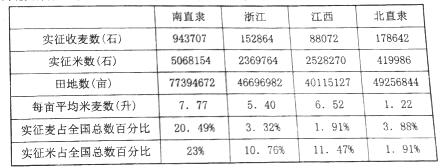 南直隶 浙江 江西 北直隶
实征收麦数(石) 943707 152864 88072 178642
实征米数(石) 5068154 2369764 2528270 419986
田地数(亩) 77394672 46696982 40115127 49256844
每亩平均米麦数(升) 7.77 5.40 6.52 1.22
实征麦占全国总数百分比 20.49% 3.32% 1.91% 3.88%
实征米占全国总数百分比 23% 10.76% 11.47% 1.91%